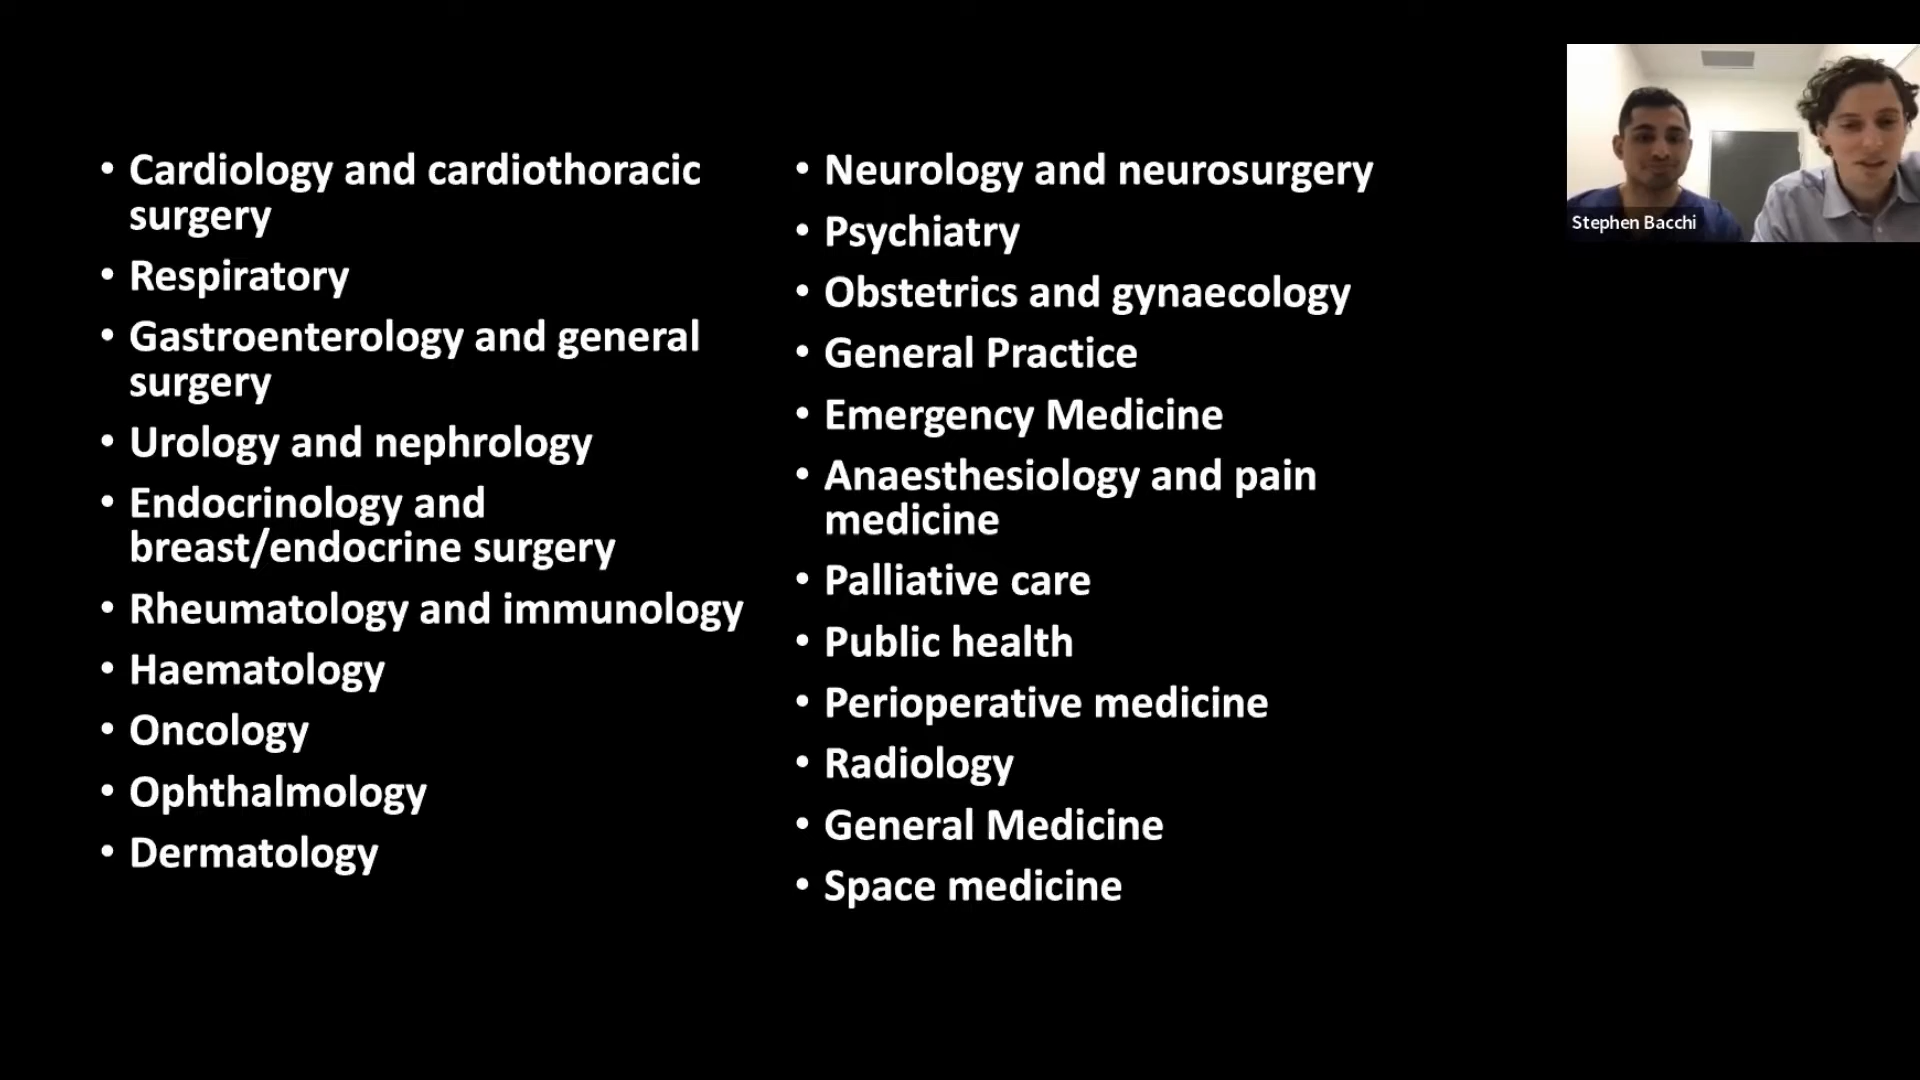 • Cardiology and cardiothoracic
surgery
• Respiratory
• Gastroenterology and general
surgery
• Urology and nephrology
• Endocrinology and
breast/endocrine surgery
• Rheumatology and immunology
• Haematology
• Oncology
• Ophthalmology
• Dermatology
• Neurology and neurosurgery
• Psychiatry
• Obstetrics and gynaecology
• General Practice
• Emergency Medicine
• Anaesthesiology and pain
medicine
• Palliative care
• Public health
• Perioperative medicine
• Radiology
• General Medicine
• Space medicine
Stephen Bacchi